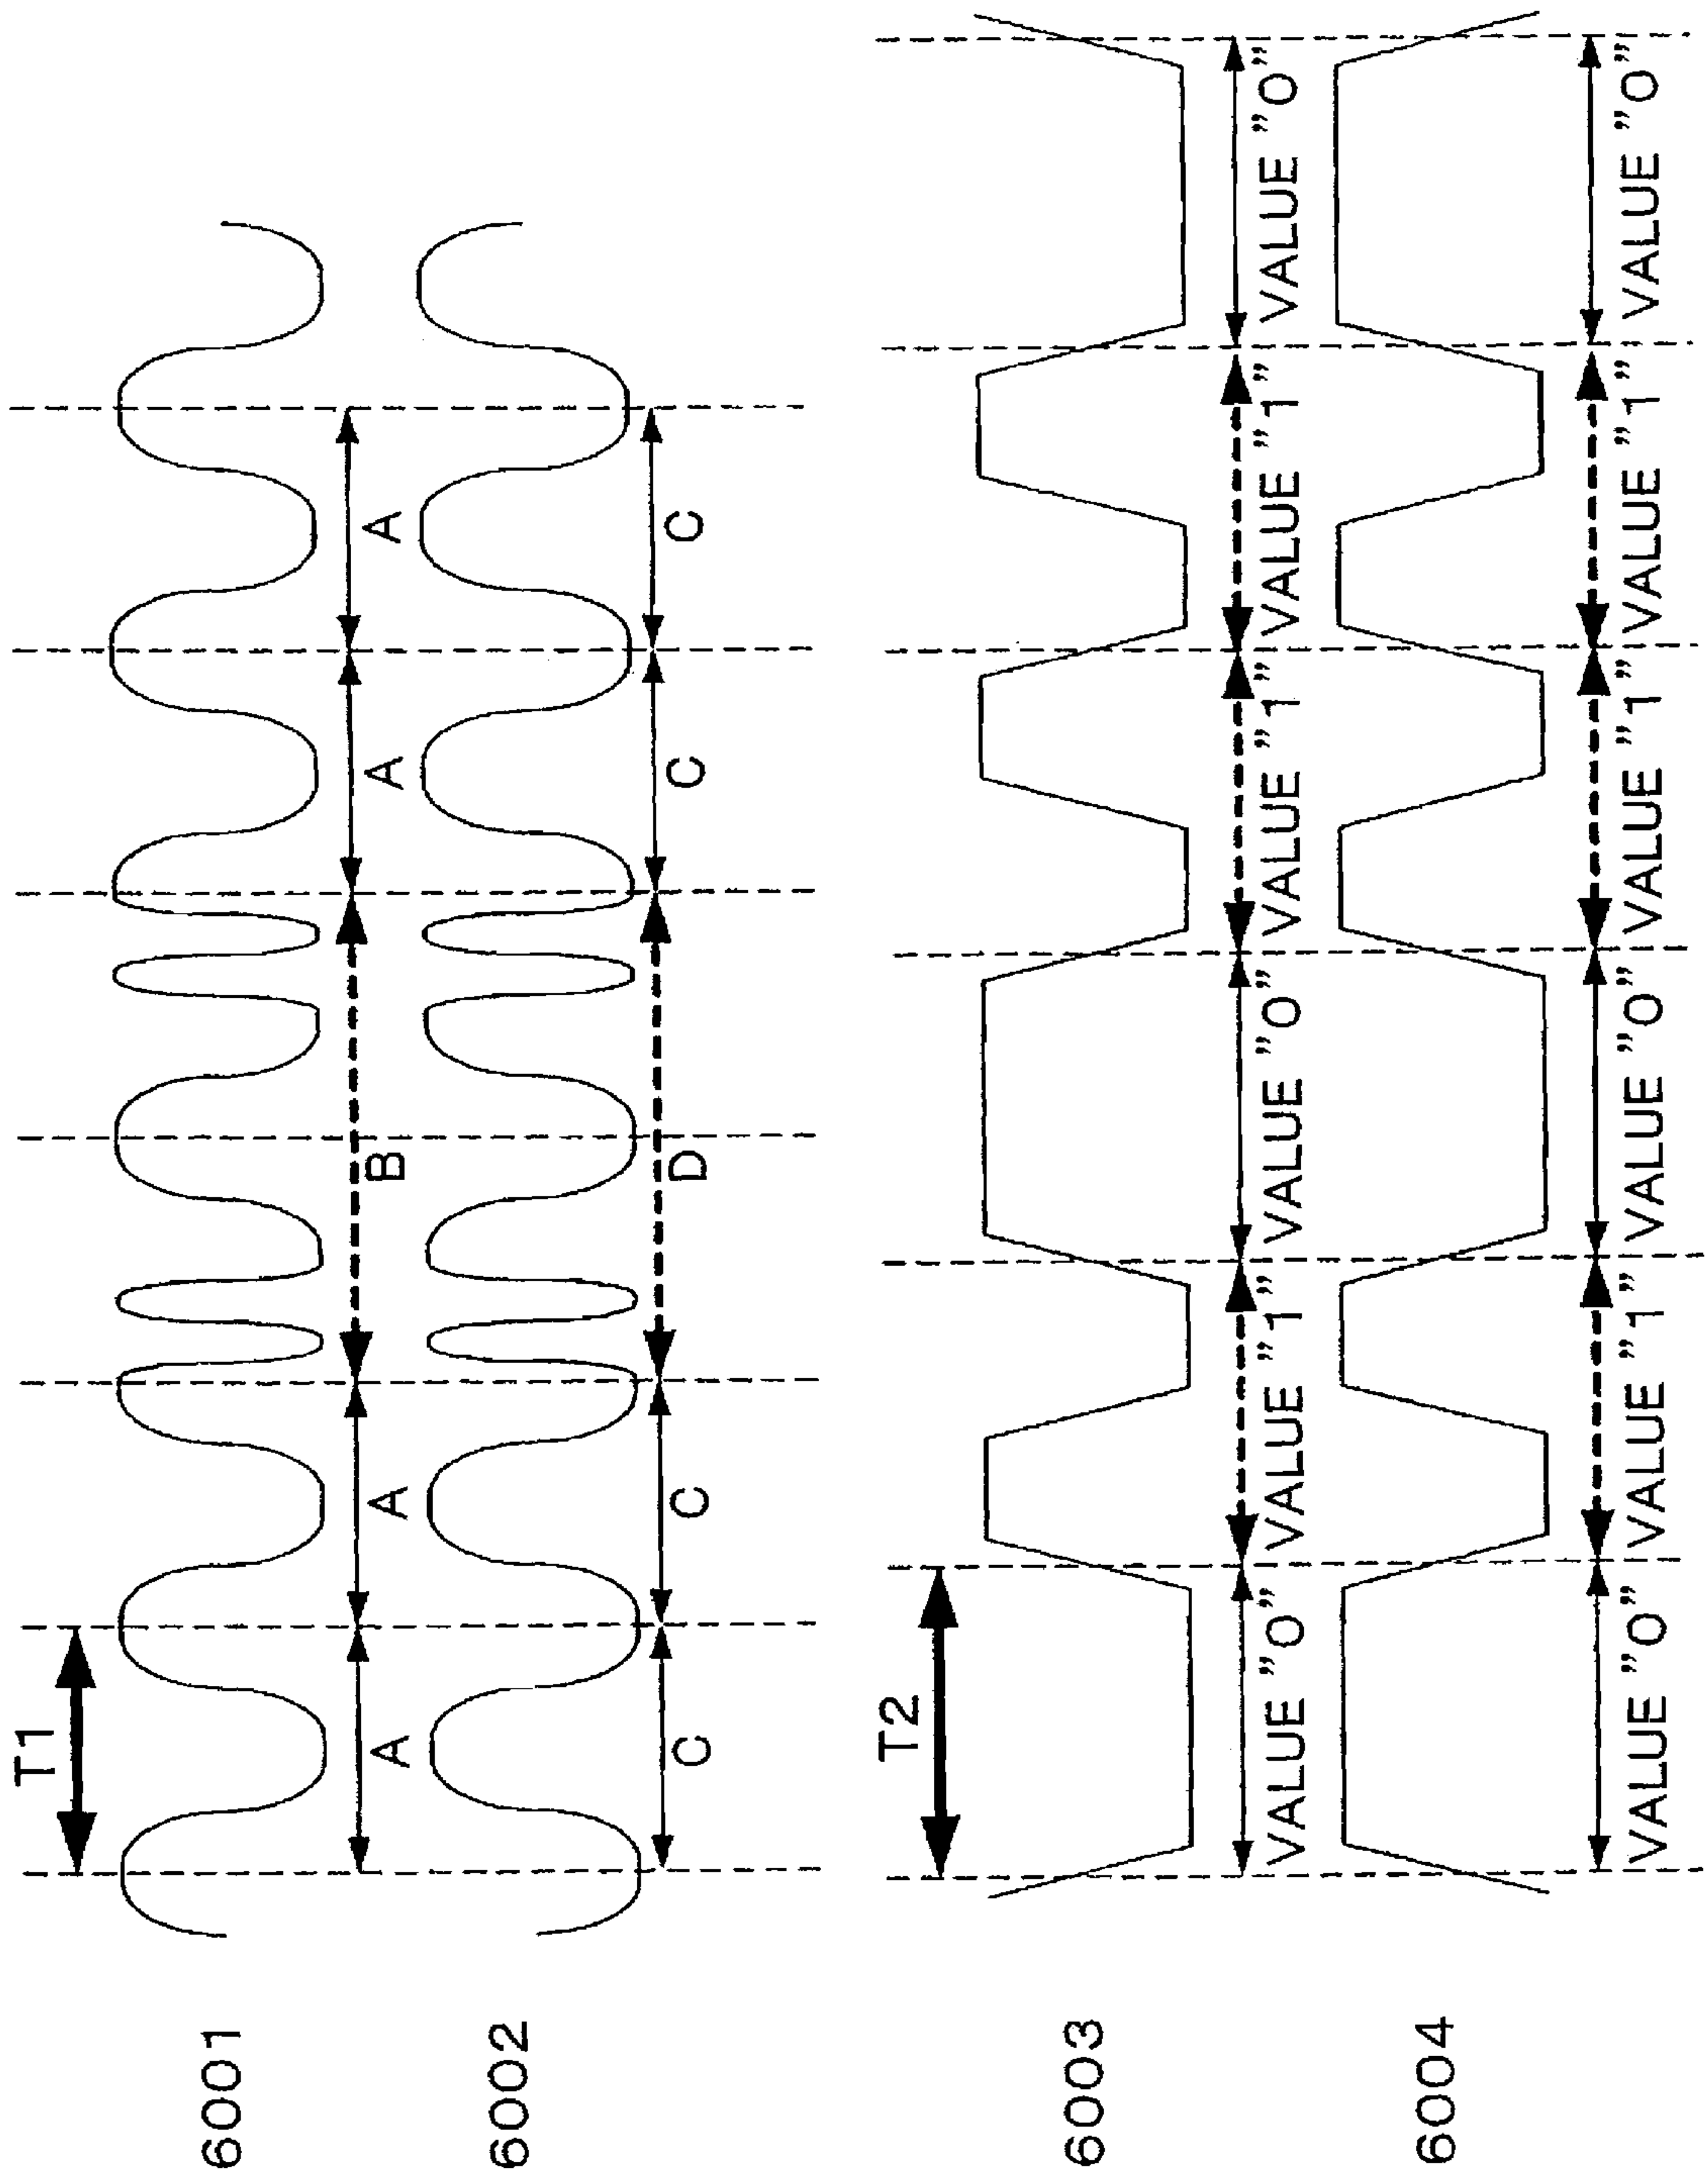 T1
6001
A A B A A
6002
C C D C C
T2
6003
VALUE "0" VALUE "1" VALUE "0" VALUE "1" VALUE "1" VALUE "0"
6004
VALUE "0" VALUE "1" VALUE "0" VALUE "1" VALUE "1" VALUE "0"